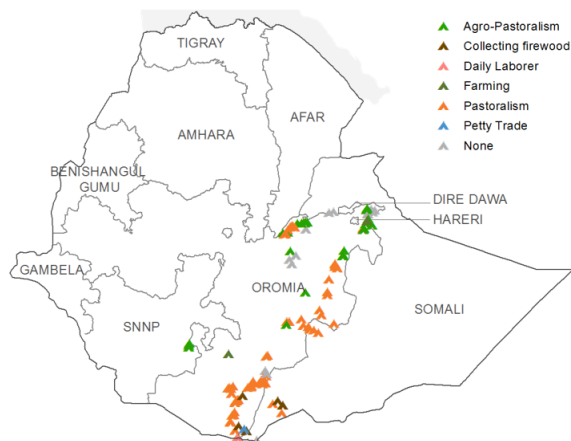 Agro-Pastoralism
Collecting firewood
Daily Laborer
Farming
Pastoralism
Petty Trade
None
TIGRAY
AFAR
AMHARA
BENISHANGUL
GUMU
DIRE DAWA
HARERI
GAMBELA
OROMIA
SOMALI
SNNP